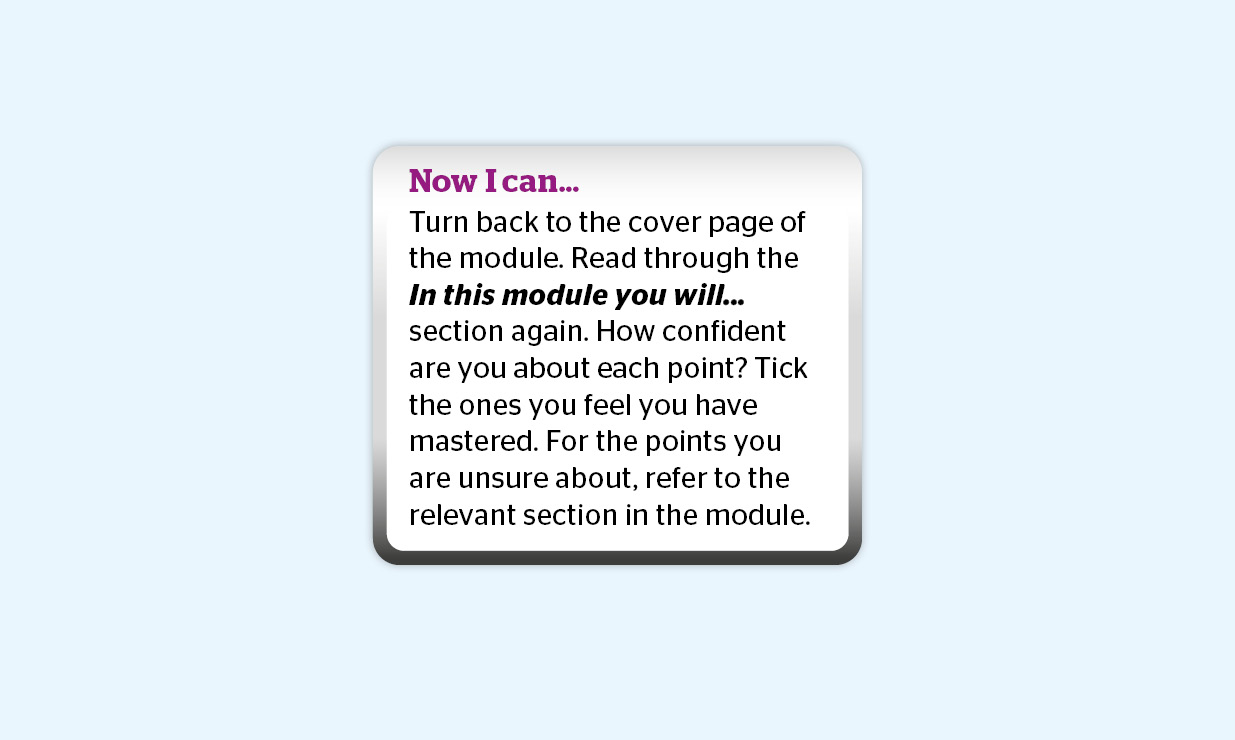 Now I can...
Turn back to the cover page of
the module. Read through the
In this module you will...
section again. How confident
are you about each point? Tick
the ones you feel you have
mastered. For the points you
are unsure about, refer to the
relevant section in the module.